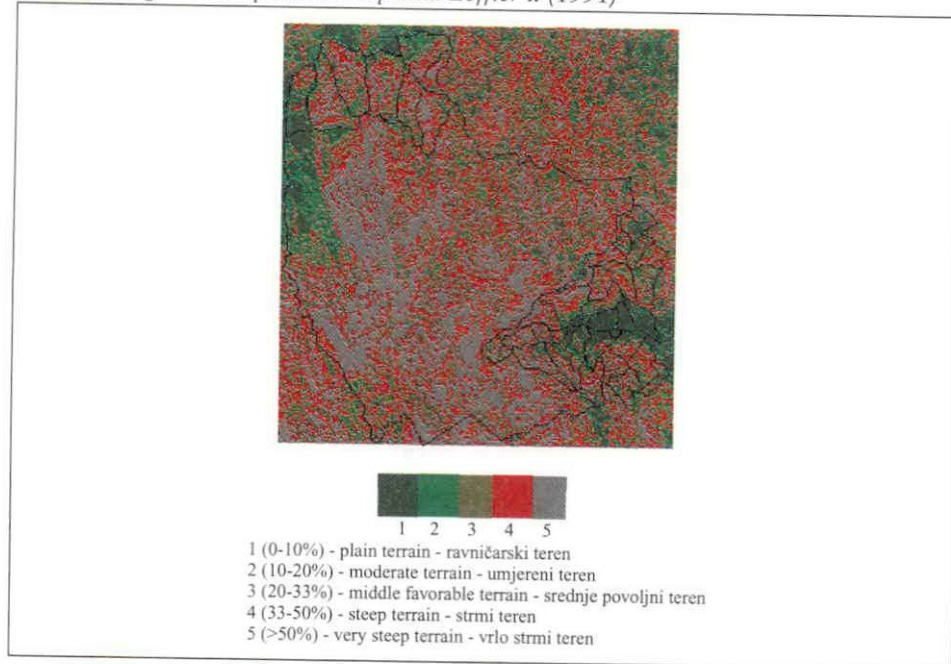 (1991)
1 2 3 4 5
1 (0-10%) - plain terrain - ravničarski teren
2 (10-20%) - moderate terrain - umjereni teren
3 (20-33%) - middle favorable terrain - srednje povoljni teren
4 (33-50%) - steep terrain - strmi teren
5 (>50%) - very steep terrain - vrlo strmi teren